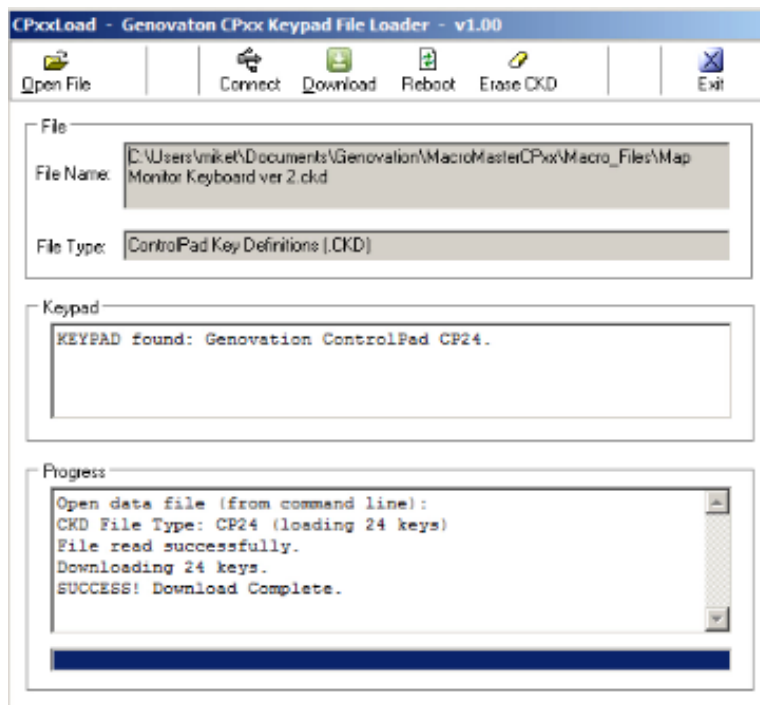 CPxxLoad - Genovaton CPxx Keypad File Loader - v1.00
Open File Connect Download Reboot Erase CKD Exit
File
File Name: C:\Users\miket\Documents\Genovation\MacroMasterCPxx\Macro_Files\Map
Monitor Keyboard ver 2.ckd
File Type: ControlPad Key Definitions (.CKD)
Keypad
KEYPAD found: Genovation ControlPad CP24.
Progress
Open data file (from command line):
CKD File Type: CP24 (loading 24 keys)
File read successfully.
Downloading 24 keys.
SUCCESS! Download Complete.